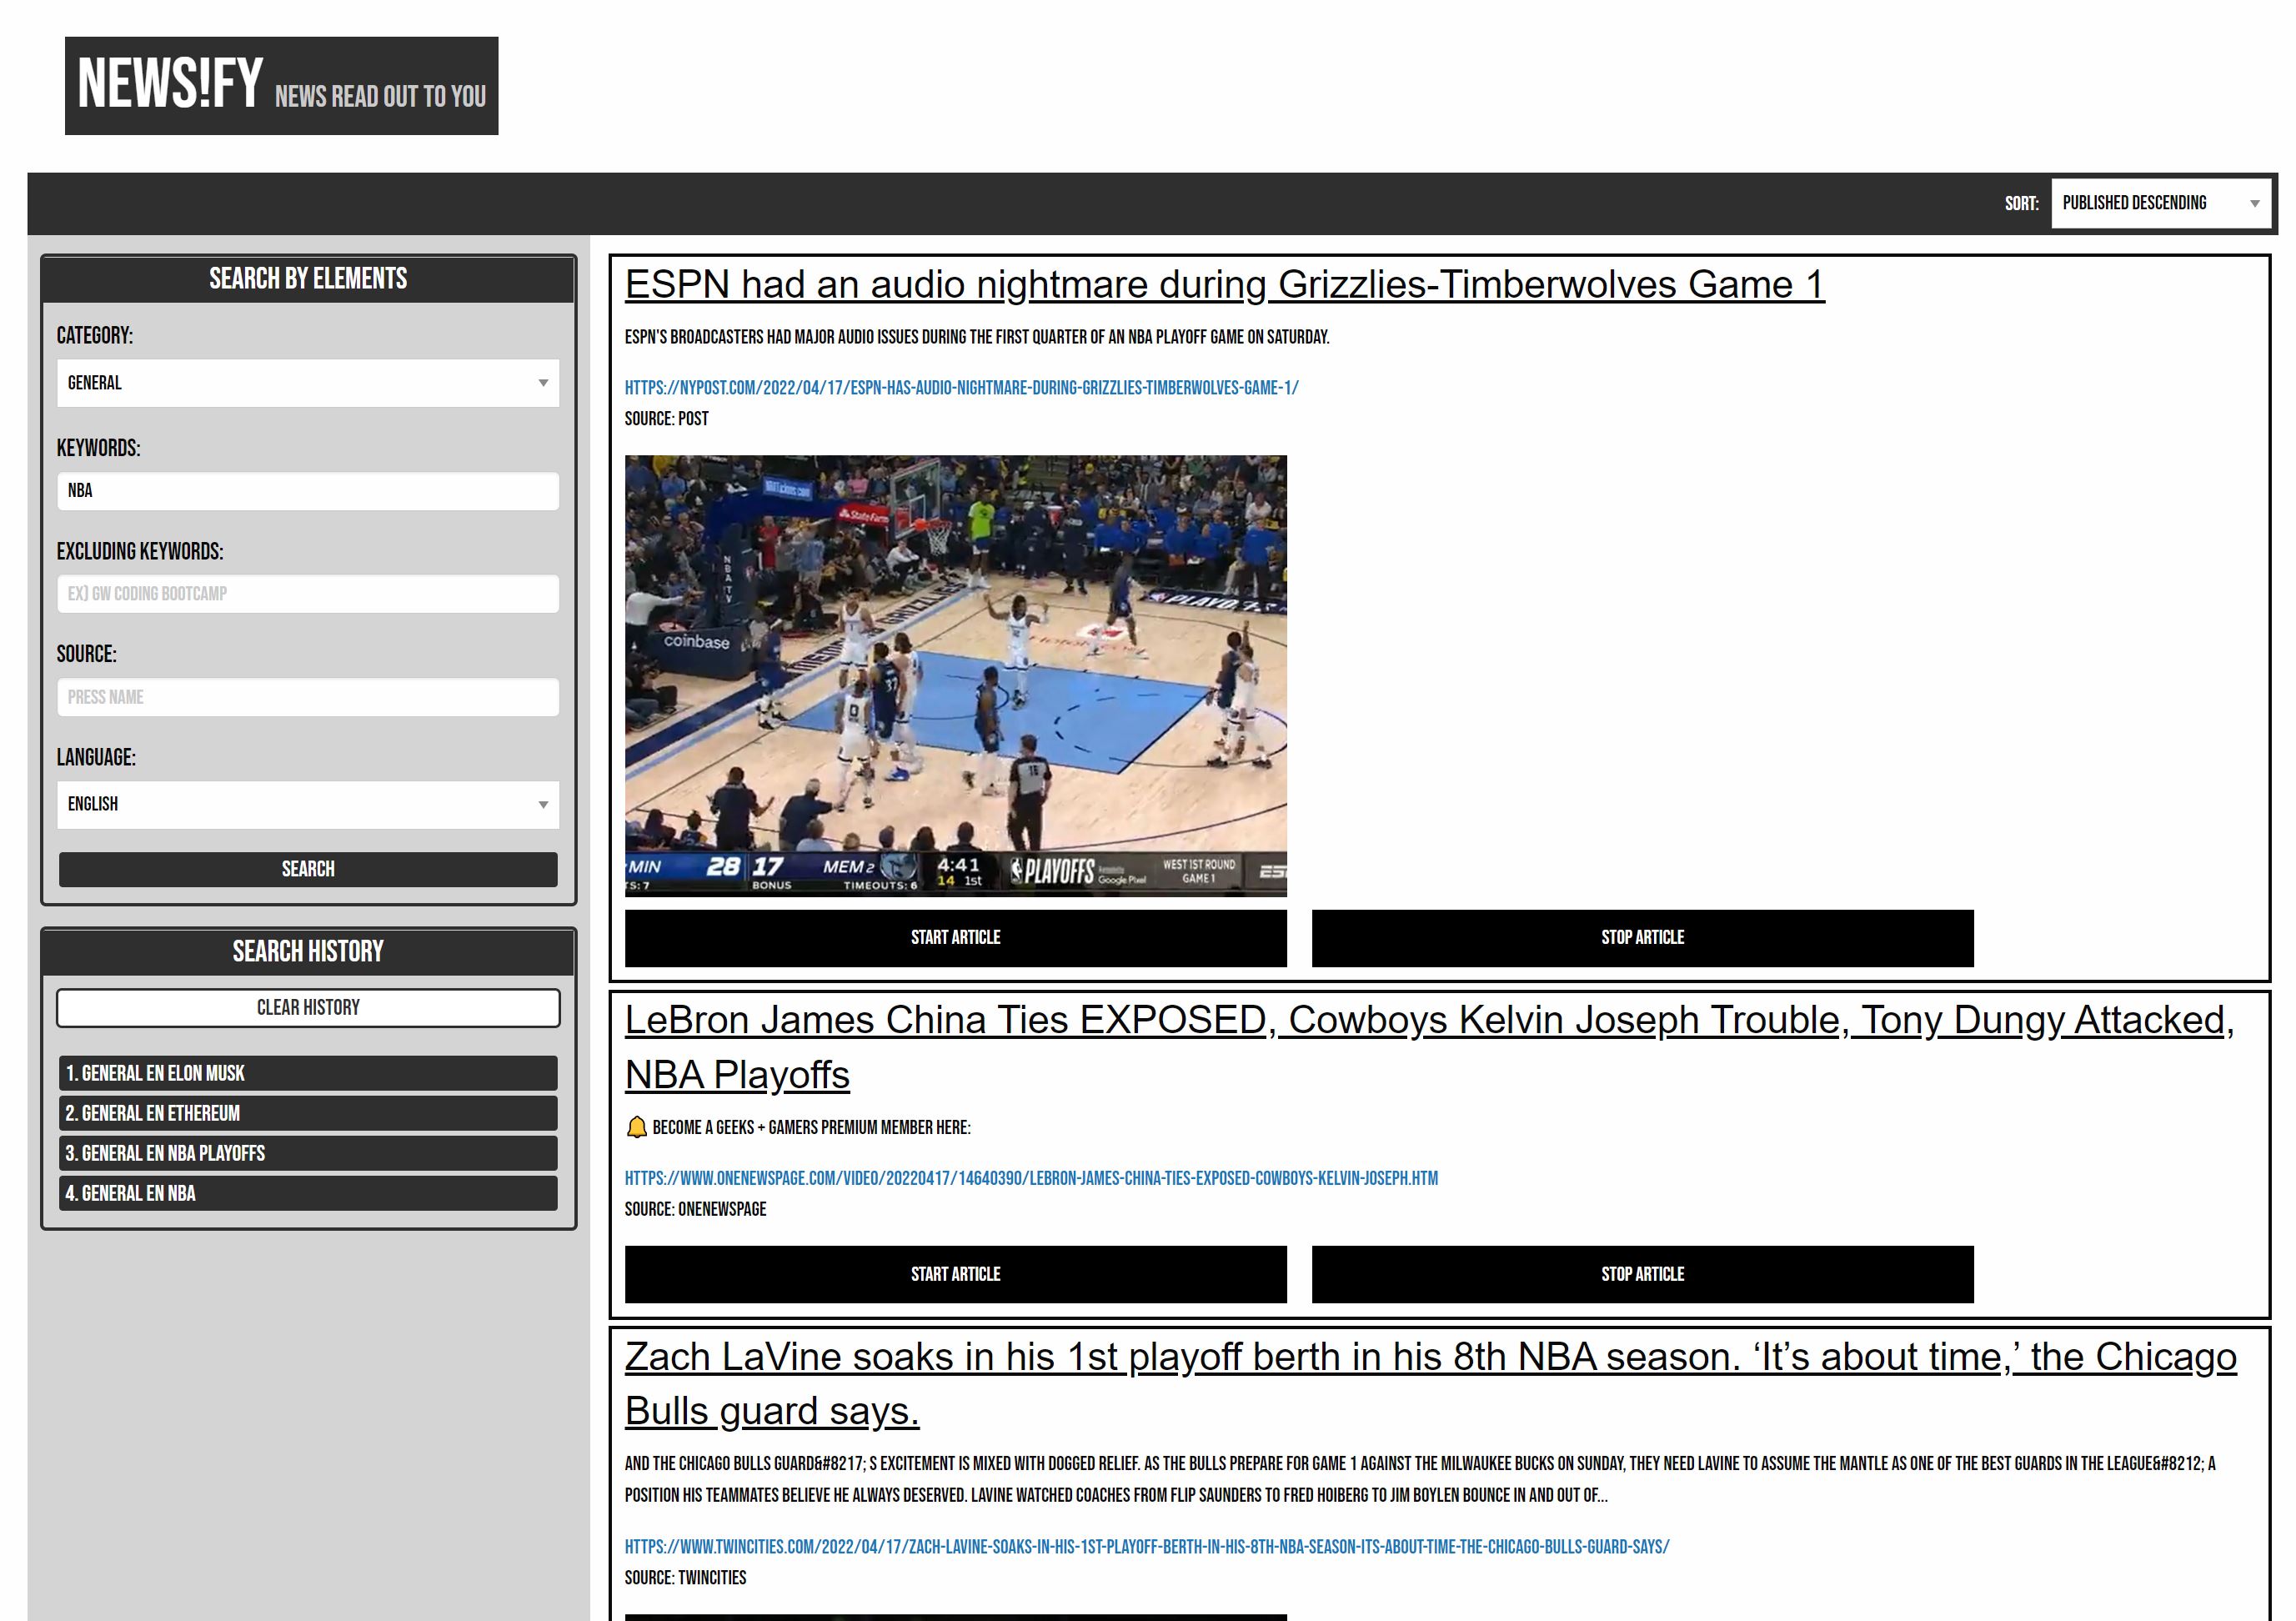 NEWS!FY NEWS READ OUT TO YOU
SORT: PUBLISHED DESCENDING
SEARCH BY ELEMENTS
CATEGORY:
GENERAL
KEYWORDS:
NBA
EXCLUDING KEYWORDS:
EX) GW CODING BOOTCAMP
SOURCE:
PRESS NAME
LANGUAGE:
ENGLISH
SEARCH
SEARCH HISTORY
CLEAR HISTORY
1. GENERAL EN ELON MUSK
2. GENERAL EN ETHEREUM
3. GENERAL EN NBA PLAYOFFS
4. GENERAL EN NBA
ESPN had an audio nightmare during Grizzlies-Timberwolves Game 1
ESPN'S BROADCASTERS HAD MAJOR AUDIO ISSUES DURING THE FIRST QUARTER OF AN NBA PLAYOFF GAME ON SATURDAY.
HTTPS://NYPOST.COM/2022/04/17/ESPN-HAS-AUDIO-NIGHTMARE-DURING-GRIZZLIES-TIMBERWOLVES-GAME-1/
SOURCE: POST
State Farm
NBA TV
coinbase
GRIZZLIES
PLAYOFFS
37
0
16
MIN 28 17 MEM 2 4:41 PLAYOFFS Google Pixel WEST 1ST ROUND
TS: 7 BONUS TIMEOUTS: 6 14 1st GAME 1 ES
START ARTICLE
STOP ARTICLE
LeBron James China Ties EXPOSED, Cowboys Kelvin Joseph Trouble, Tony Dungy Attacked,
NBA Playoffs
🔔 BECOME A GEEKS + GAMERS PREMIUM MEMBER HERE:
HTTPS://WWW.ONENEWSPAGE.COM/VIDEO/20220417/14640390/LEBRON-JAMES-CHINA-TIES-EXPOSED-COWBOYS-KELVIN-JOSEPH.HTM
SOURCE: ONENEWSPAGE
START ARTICLE
STOP ARTICLE
Zach LaVine soaks in his 1st playoff berth in his 8th NBA season. ‘It’s about time,’ the Chicago
Bulls guard says.
AND THE CHICAGO BULLS GUARD&#8217; S EXCITEMENT IS MIXED WITH DOGGED RELIEF. AS THE BULLS PREPARE FOR GAME 1 AGAINST THE MILWAUKEE BUCKS ON SUNDAY, THEY NEED LAVINE TO ASSUME THE MANTLE AS ONE OF THE BEST GUARDS IN THE LEAGUE&#8212; A
POSITION HIS TEAMMATES BELIEVE HE ALWAYS DESERVED. LAVINE WATCHED COACHES FROM FLIP SAUNDERS TO FRED HOIBERG TO JIM BOYLEN BOUNCE IN AND OUT OF...
HTTPS://WWW.TWINCITIES.COM/2022/04/17/ZACH-LAVINE-SOAKS-IN-HIS-1ST-PLAYOFF-BERTH-IN-HIS-8TH-NBA-SEASON-ITS-ABOUT-TIME-THE-CHICAGO-BULLS-GUARD-SAYS/
SOURCE: TWINCITIES